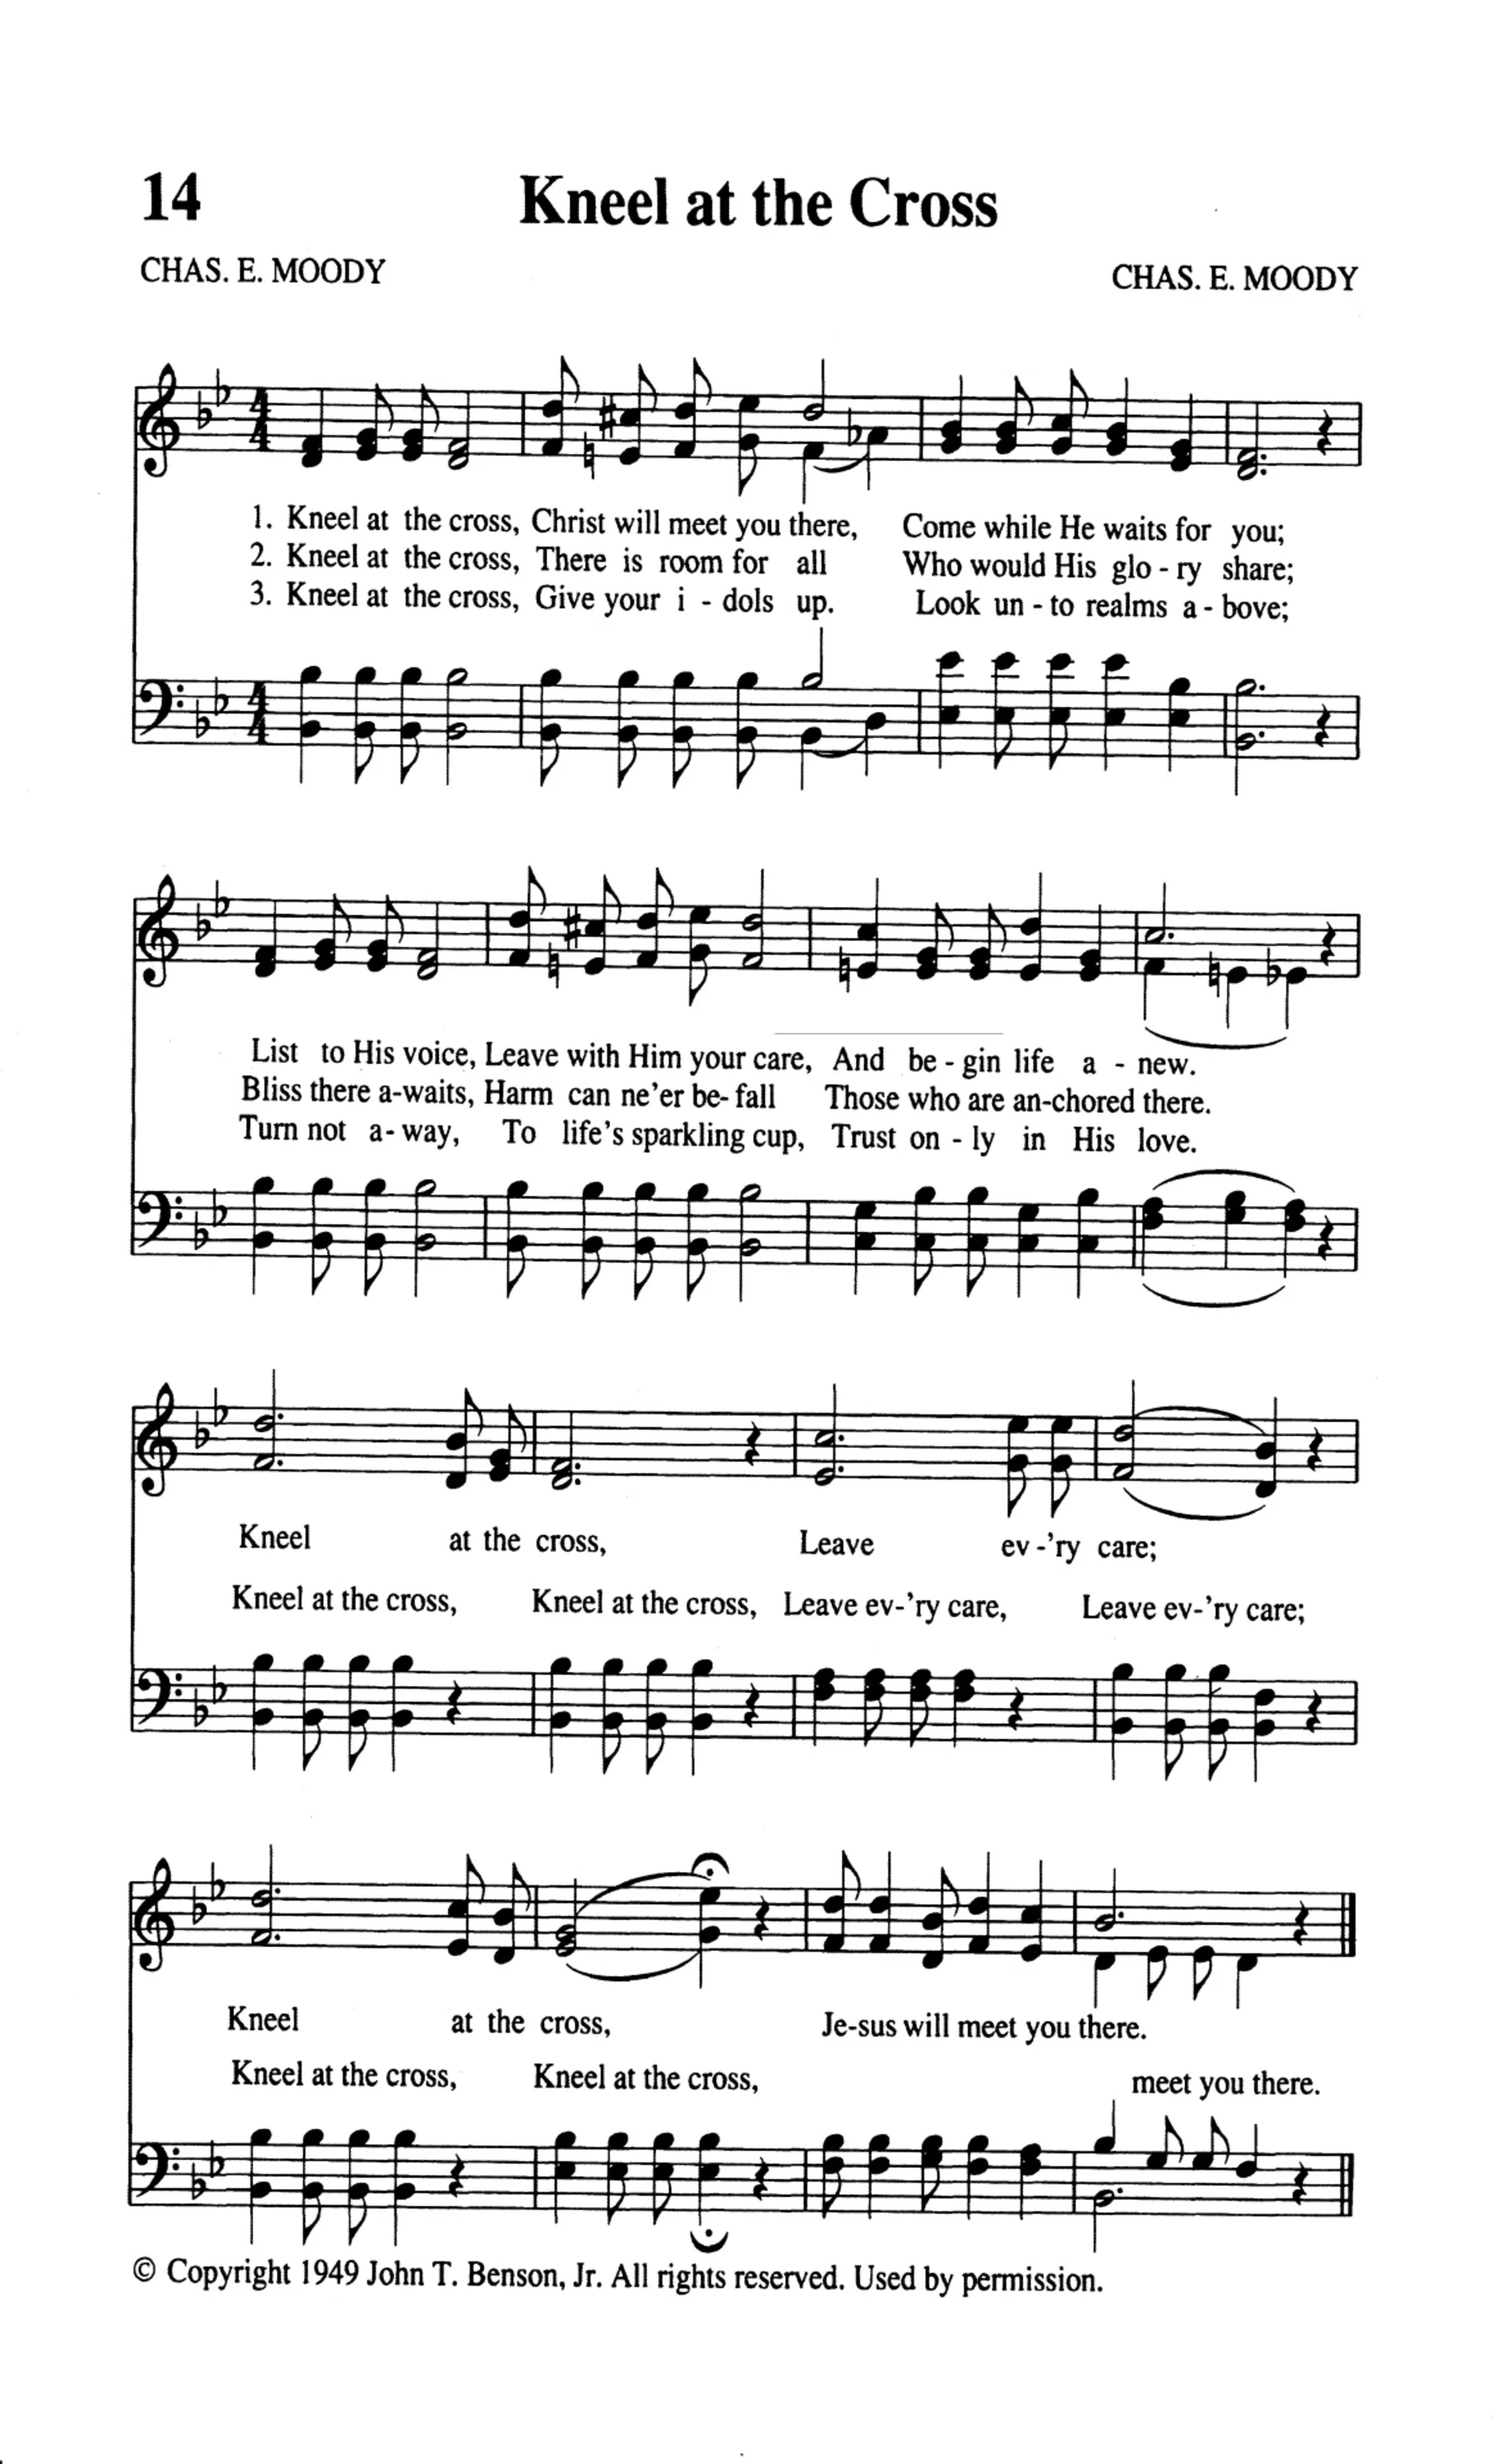 14 Kneel at the Cross
CHAS. E. MOODY CHAS. E. MOODY
1. Kneel at the cross, Christ will meet you there, Come while He waits for you;
2. Kneel at the cross, There is room for all Who would His glo - ry share;
3. Kneel at the cross, Give your i - dols up. Look un - to realms a - bove;
List to His voice, Leave with Him your care, And be - gin life a - new.
Bliss there a-waits, Harm can ne'er be- fall Those who are an-chored there.
Turn not a- way, To life's sparkling cup, Trust on - ly in His love.
Kneel at the cross, Leave ev -'ry care;
Kneel at the cross, Kneel at the cross, Leave ev-'ry care, Leave ev-'ry care;
Kneel at the cross, Je-sus will meet you there.
Kneel at the cross, Kneel at the cross, meet you there.
© Copyright 1949 John T. Benson, Jr. All rights reserved. Used by permission.